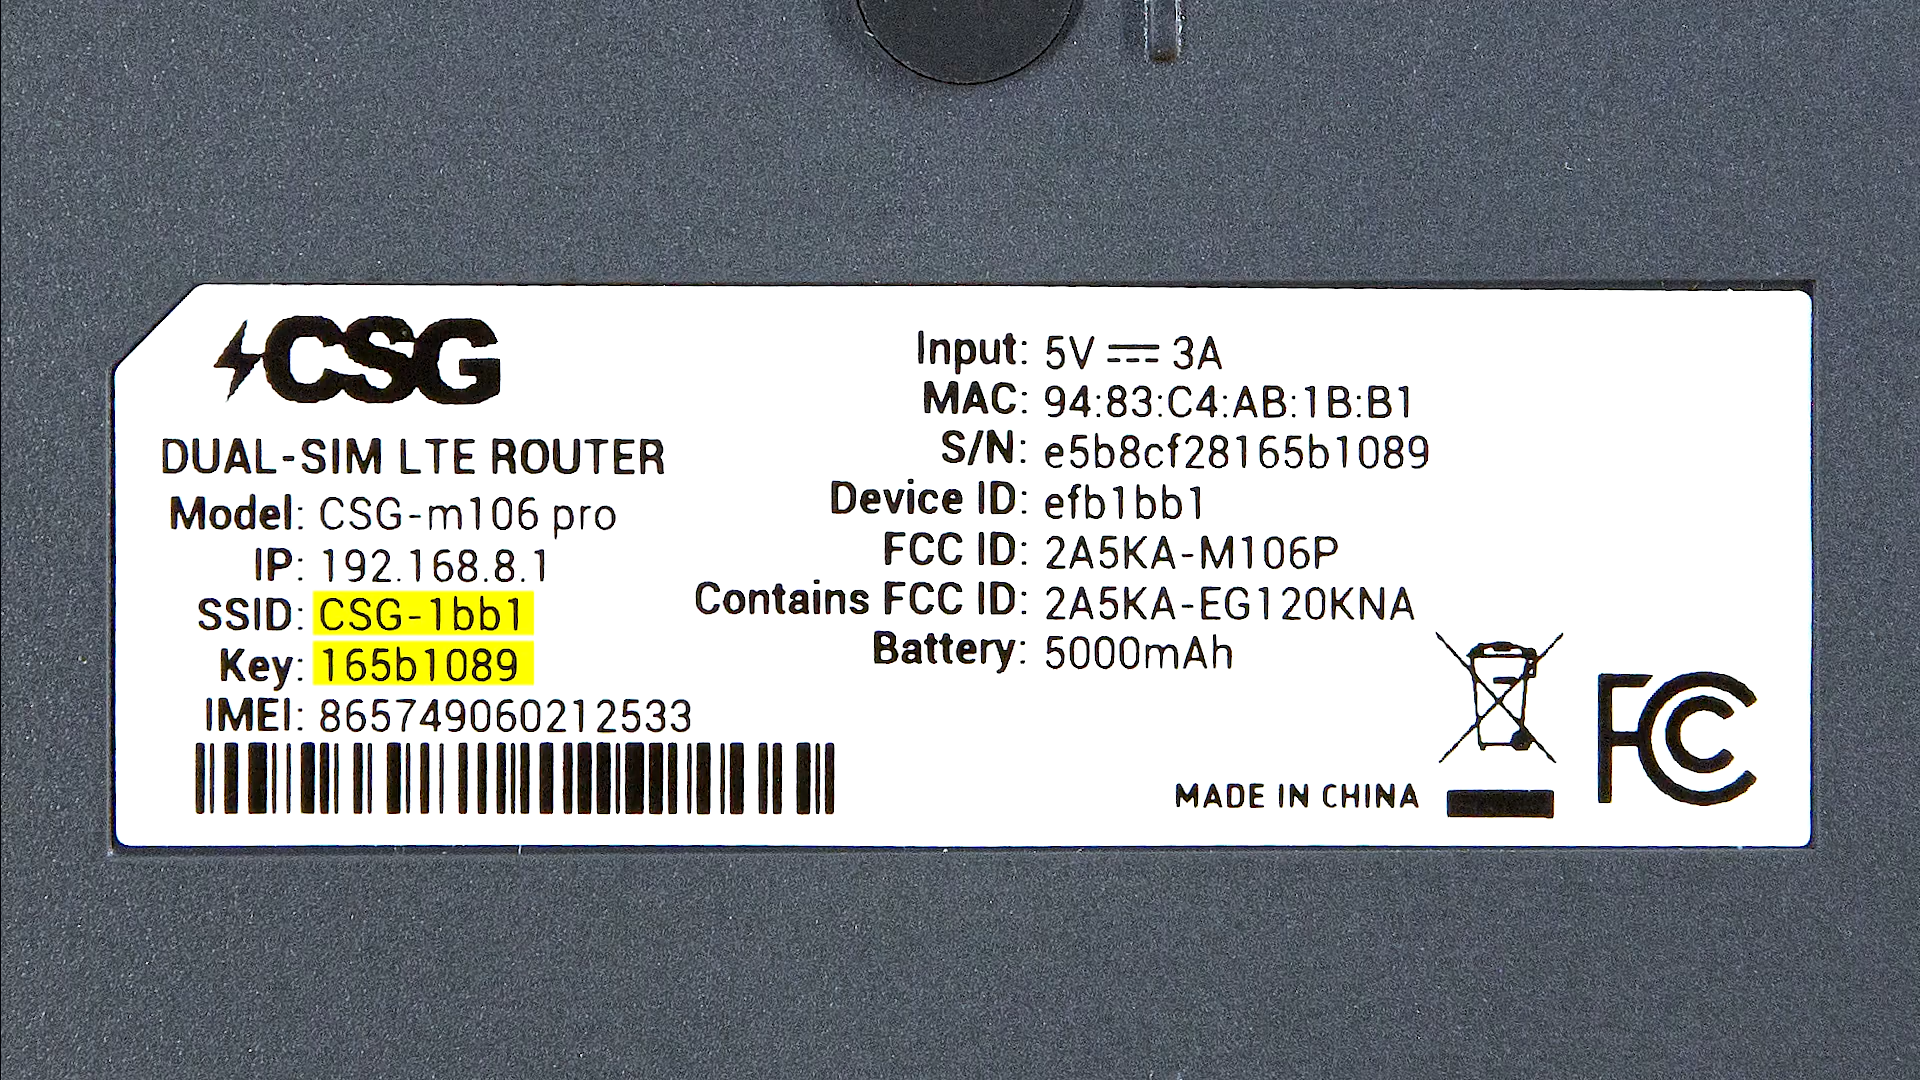 CSG
DUAL-SIM LTE ROUTER
Model: CSG-m106 pro
IP: 192.168.8.1
SSID: CSG-1bb1
Key: 165b1089
IMEI: 865749060212533
Input: 5V ⎓ 3A
MAC: 94:83:C4:AB:1B:B1
S/N: e5b8cf28165b1089
Device ID: efb1bb1
FCC ID: 2A5KA-M106P
Contains FCC ID: 2A5KA-EG120KNA
Battery: 5000mAh
MADE IN CHINA
FC